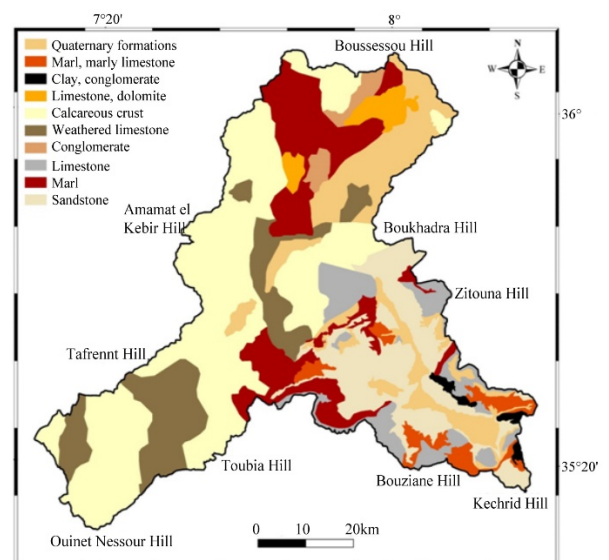 7°20' 8°
Quaternary formations
Marl, marly limestone
Clay, conglomerate
Limestone, dolomite
Calcareous crust
Weathered limestone
Conglomerate
Limestone
Marl
Sandstone
Boussessou Hill
N
W E
S
36°
Amamat el
Kebir Hill
Boukhadra Hill
Zitouna Hill
Tafrennt Hill
Toubia Hill
Bouziane Hill
35°20'
Kechrid Hill
Ouinet Nessour Hill
0 10 20km